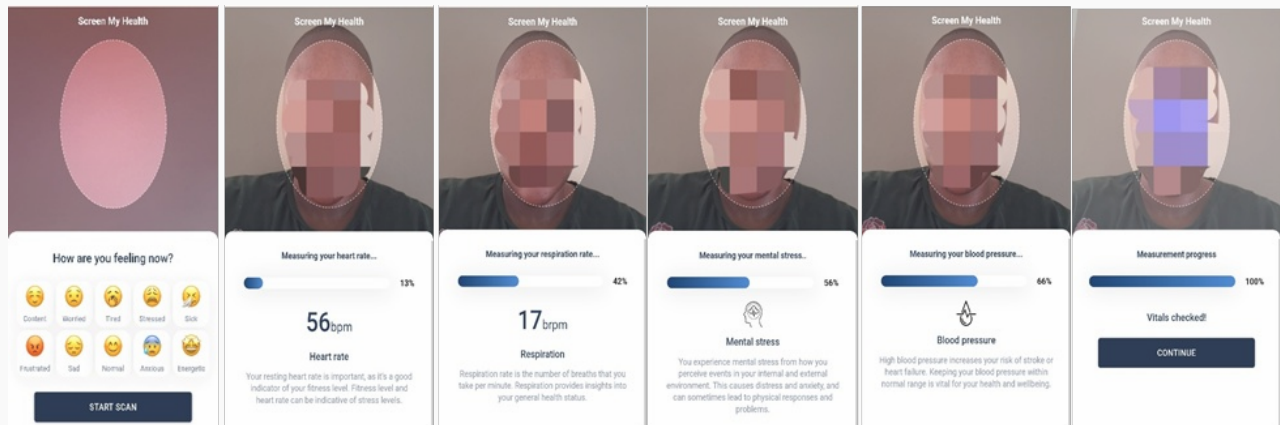 Screen My Health
How are you feeling now?
Content Worried Tired Stressed Sick
Frustrated Sad Normal Anxious Energetic
START SCAN
Screen My Health
Measuring your heart rate...
13%
56bpm
Heart rate
Your resting heart rate is important, as it's a good
indicator of your fitness level. Fitness level and
heart rate can be indicative of stress levels.
Screen My Health
Measuring your respiration rate...
42%
17brpm
Respiration
Respiration rate is the number of breaths that you
take per minute. Respiration provides insights into
your general health status.
Screen My Health
Measuring your mental stress..
56%
Mental stress
You experience mental stress from how you
perceive events in your internal and external
environment. This causes distress and anxiety, and
can sometimes lead to physical responses and
problems.
Screen My Health
Measuring your blood pressure...
66%
Blood pressure
High blood pressure increases your risk of stroke or
heart failure. Keeping your blood pressure within
normal range is vital for your health and wellbeing.
Screen My Health
Measurement progress
100%
Vitals checked!
CONTINUE